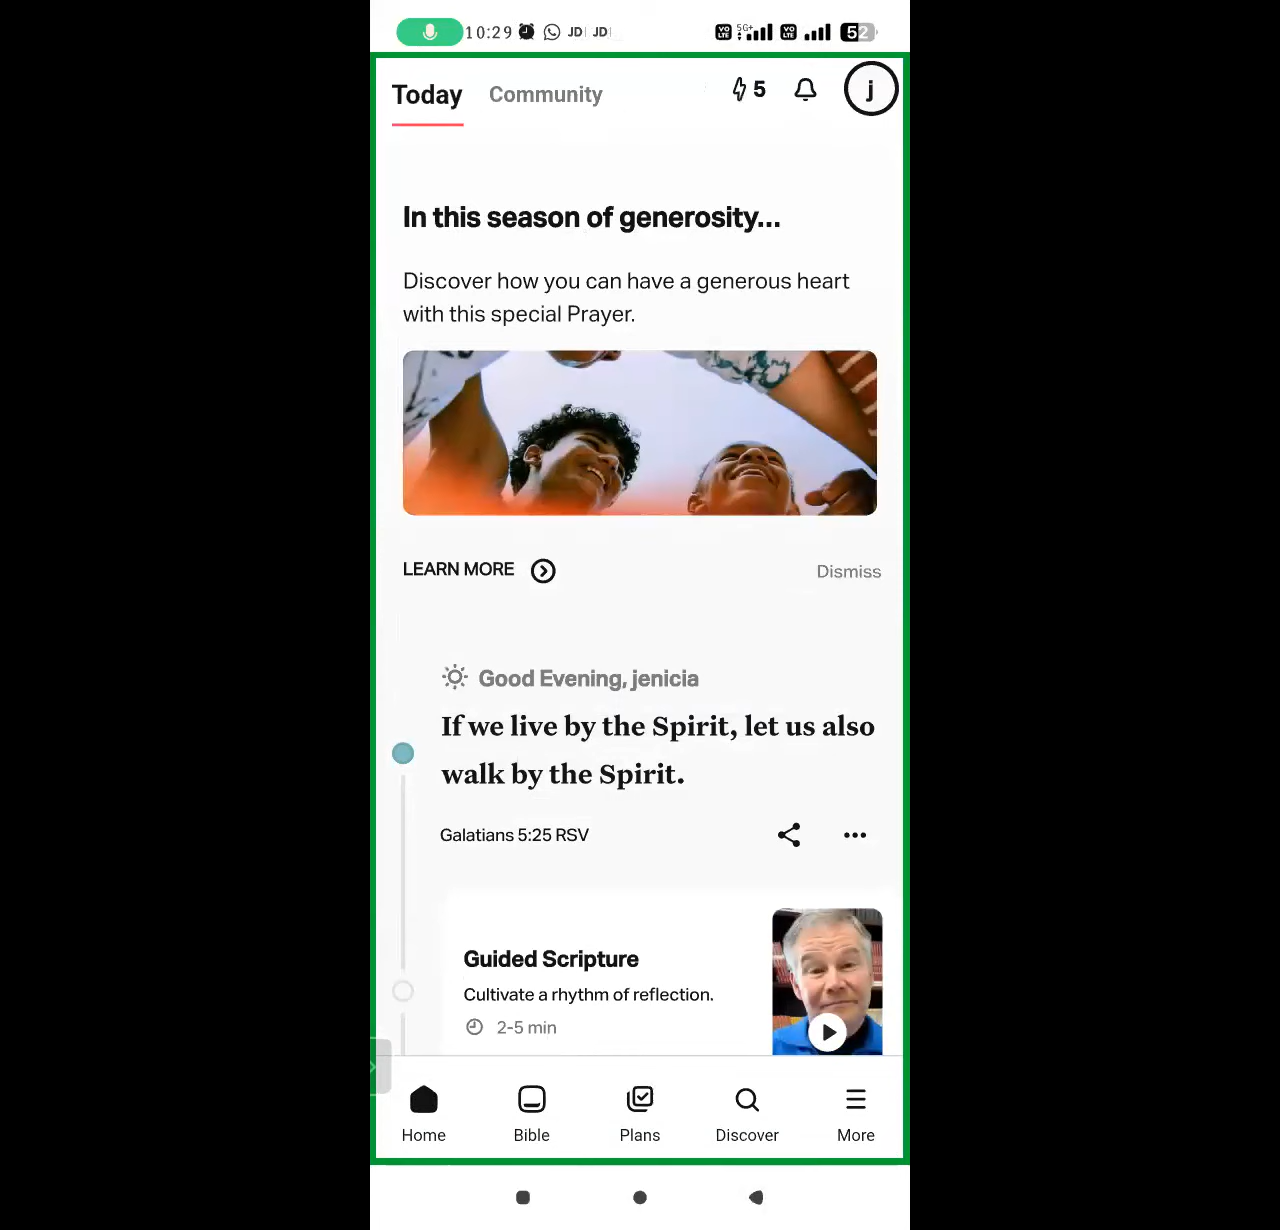 10:29 JD JD 5G+ 52
Today Community 5 j
In this season of generosity...
Discover how you can have a generous heart
with this special Prayer.
LEARN MORE Dismiss
Good Evening, jenicia
If we live by the Spirit, let us also
walk by the Spirit.
Galatians 5:25 RSV
Guided Scripture
Cultivate a rhythm of reflection.
2-5 min
Home Bible Plans Discover More